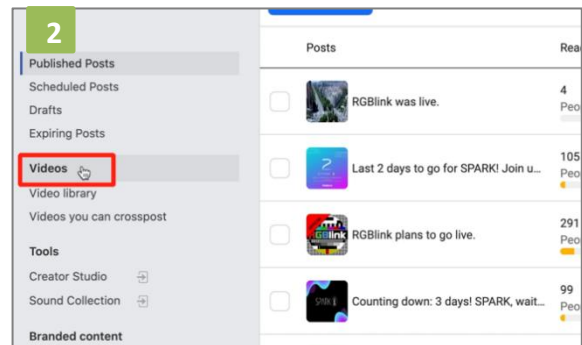 2
Posts Rea
Published Posts
Scheduled Posts
Drafts
Expiring Posts
Videos
Video library
Videos you can crosspost
Tools
Creator Studio
Sound Collection
Branded content
RGBlink was live.
4
Peo
Last 2 days to go for SPARK! Join u...
105
Peo
RGBlink plans to go live.
291
Peo
Counting down: 3 days! SPARK, wait...
99
Peo